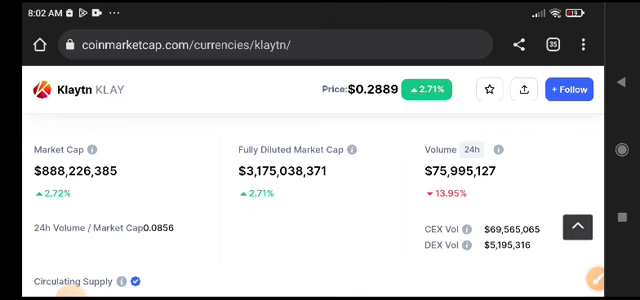 8:02 AM
19
coinmarketcap.com/currencies/klaytn/
35
Klaytn KLAY
Price:$0.2889
2.71%
+ Follow
Market Cap
Fully Diluted Market Cap
Volume 24h
$888,226,385
$3,175,038,371
$75,995,127
2.72%
2.71%
13.95%
24h Volume / Market Cap0.0856
CEX Vol $69,565,065
DEX Vol $5,195,316
Circulating Supply